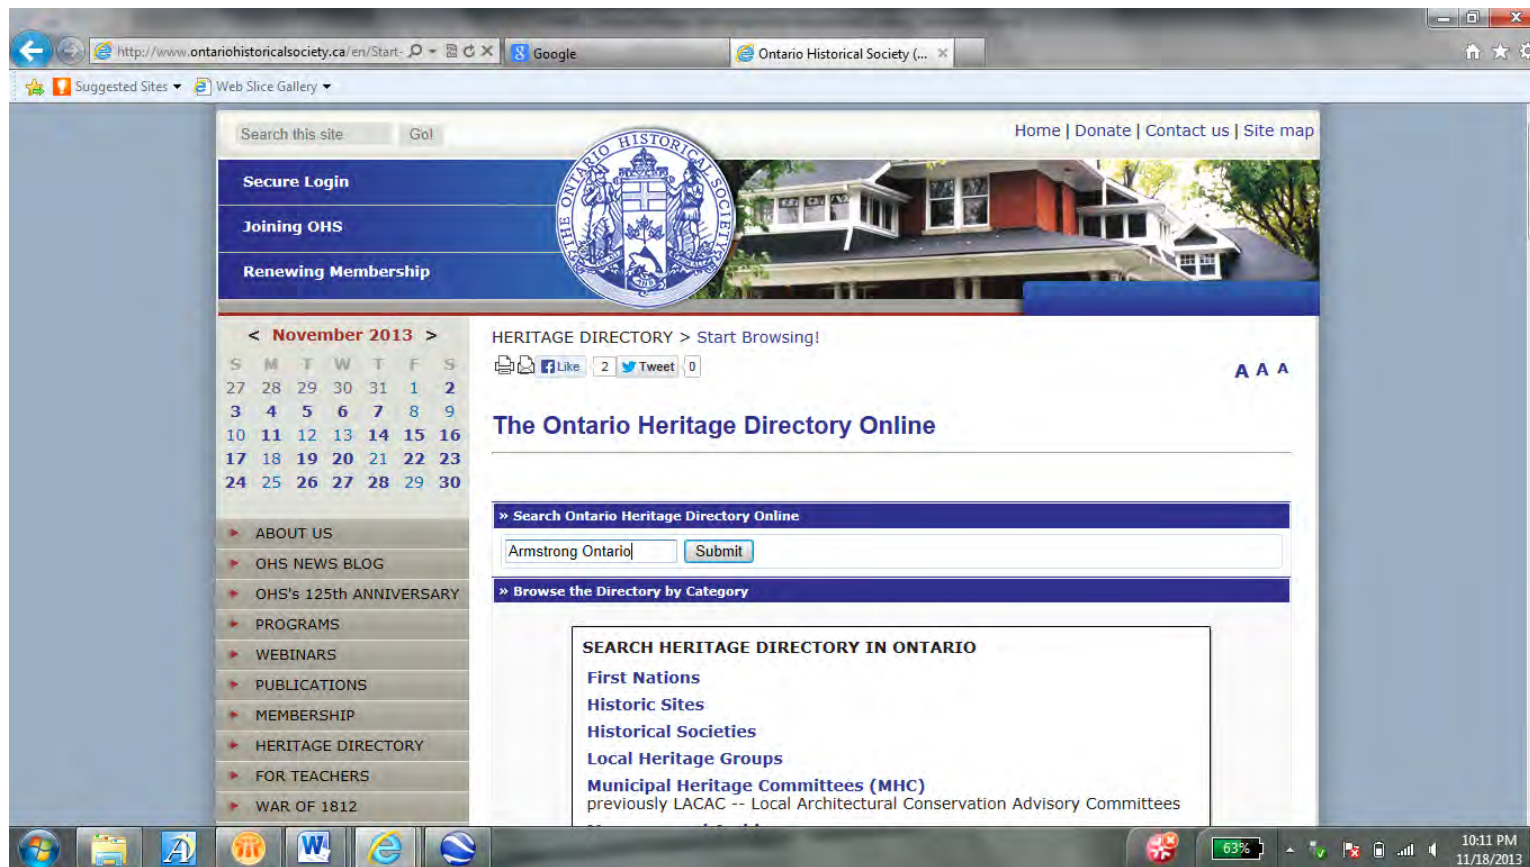 http://www.ontariohistoricalsociety.ca/en/Start-
Google
Ontario Historical Society (...
Suggested Sites
Web Slice Gallery
Search this site
Go!
Home | Donate | Contact us | Site map
THE ONTARIO HISTORICAL SOCIETY
Secure Login
Joining OHS
Renewing Membership
< November 2013 >
S M T W T F S
27 28 29 30 31 1 2
3 4 5 6 7 8 9
10 11 12 13 14 15 16
17 18 19 20 21 22 23
24 25 26 27 28 29 30
ABOUT US
OHS NEWS BLOG
OHS's 125th ANNIVERSARY
PROGRAMS
WEBINARS
PUBLICATIONS
MEMBERSHIP
HERITAGE DIRECTORY
FOR TEACHERS
WAR OF 1812
HERITAGE DIRECTORY > Start Browsing!
Like 2 Tweet 0
A A A
The Ontario Heritage Directory Online
» Search Ontario Heritage Directory Online
Armstrong Ontario
Submit
» Browse the Directory by Category
SEARCH HERITAGE DIRECTORY IN ONTARIO
First Nations
Historic Sites
Historical Societies
Local Heritage Groups
Municipal Heritage Committees (MHC)
previously LACAC -- Local Architectural Conservation Advisory Committees
63%
10:11 PM
11/18/2013